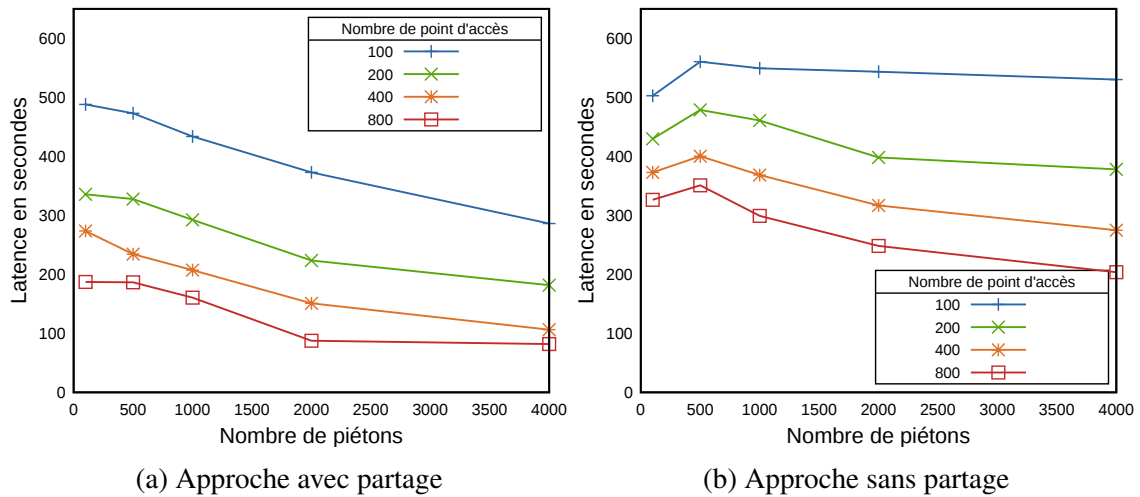 Nombre de point d'accès
100
200
400
800
600
500
400
300
200
100
0
Latence en secondes
0 500 1000 1500 2000 2500 3000 3500 4000
Nombre de piétons
(a) Approche avec partage
600
500
400
300
200
100
0
Latence en secondes
Nombre de point d'accès
100
200
400
800
0 500 1000 1500 2000 2500 3000 3500 4000
Nombre de piétons
(b) Approche sans partage